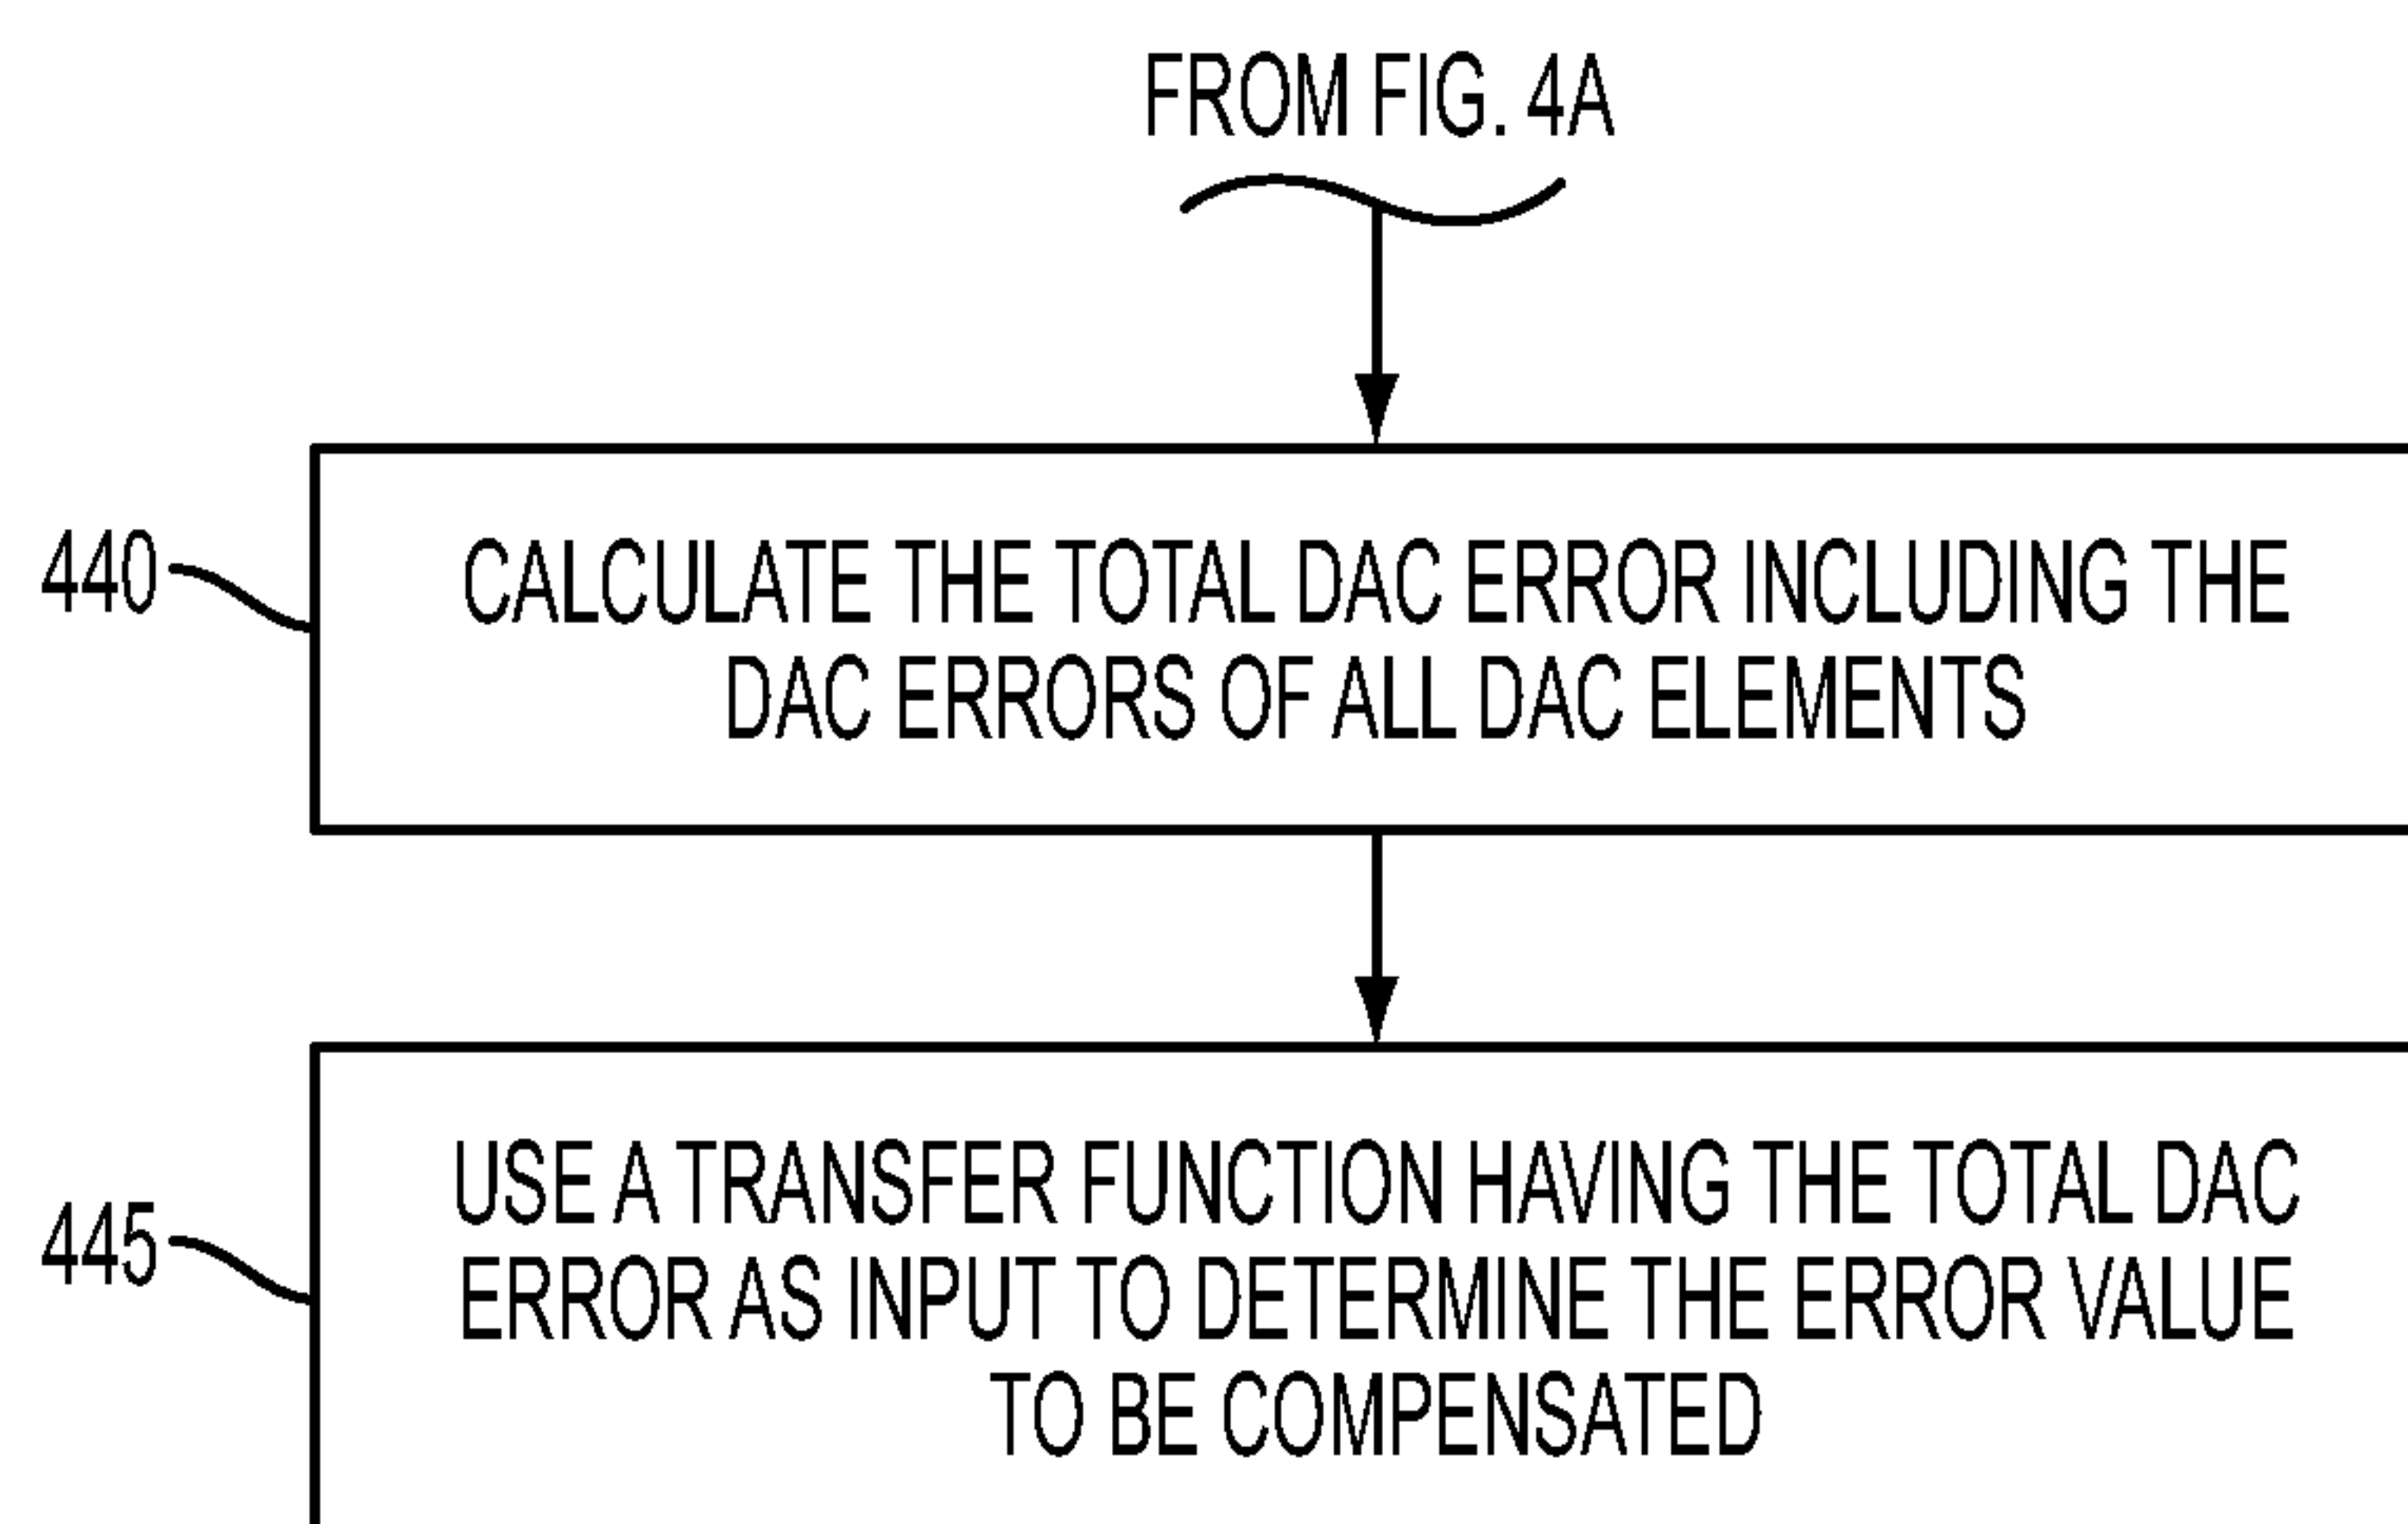 FROM FIG. 4A
440
CALCULATE THE TOTAL DAC ERROR INCLUDING THE
DAC ERRORS OF ALL DAC ELEMENTS
445
USE A TRANSFER FUNCTION HAVING THE TOTAL DAC
ERROR AS INPUT TO DETERMINE THE ERROR VALUE
TO BE COMPENSATED